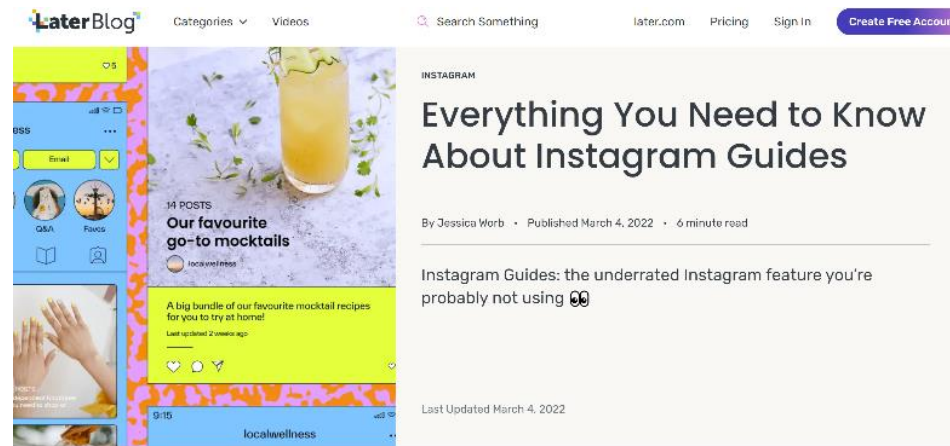 Later Blog
Categories
Videos
Search Something
later.com
Pricing
Sign In
Create Free Accoun
5
ess
Email
Q&A
Faves
POSTS
14 POSTS
Our favourite
go-to mocktails
localwellness
A big bundle of our favourite mocktail recipes
for you to try at home!
Last updated 2 weeks ago
9:15
localwellness
INSTAGRAM
Everything You Need to Know
About Instagram Guides
By Jessica Worb • Published March 4, 2022 • 6 minute read
Instagram Guides: the underrated Instagram feature you're
probably not using 👀
Last Updated March 4, 2022